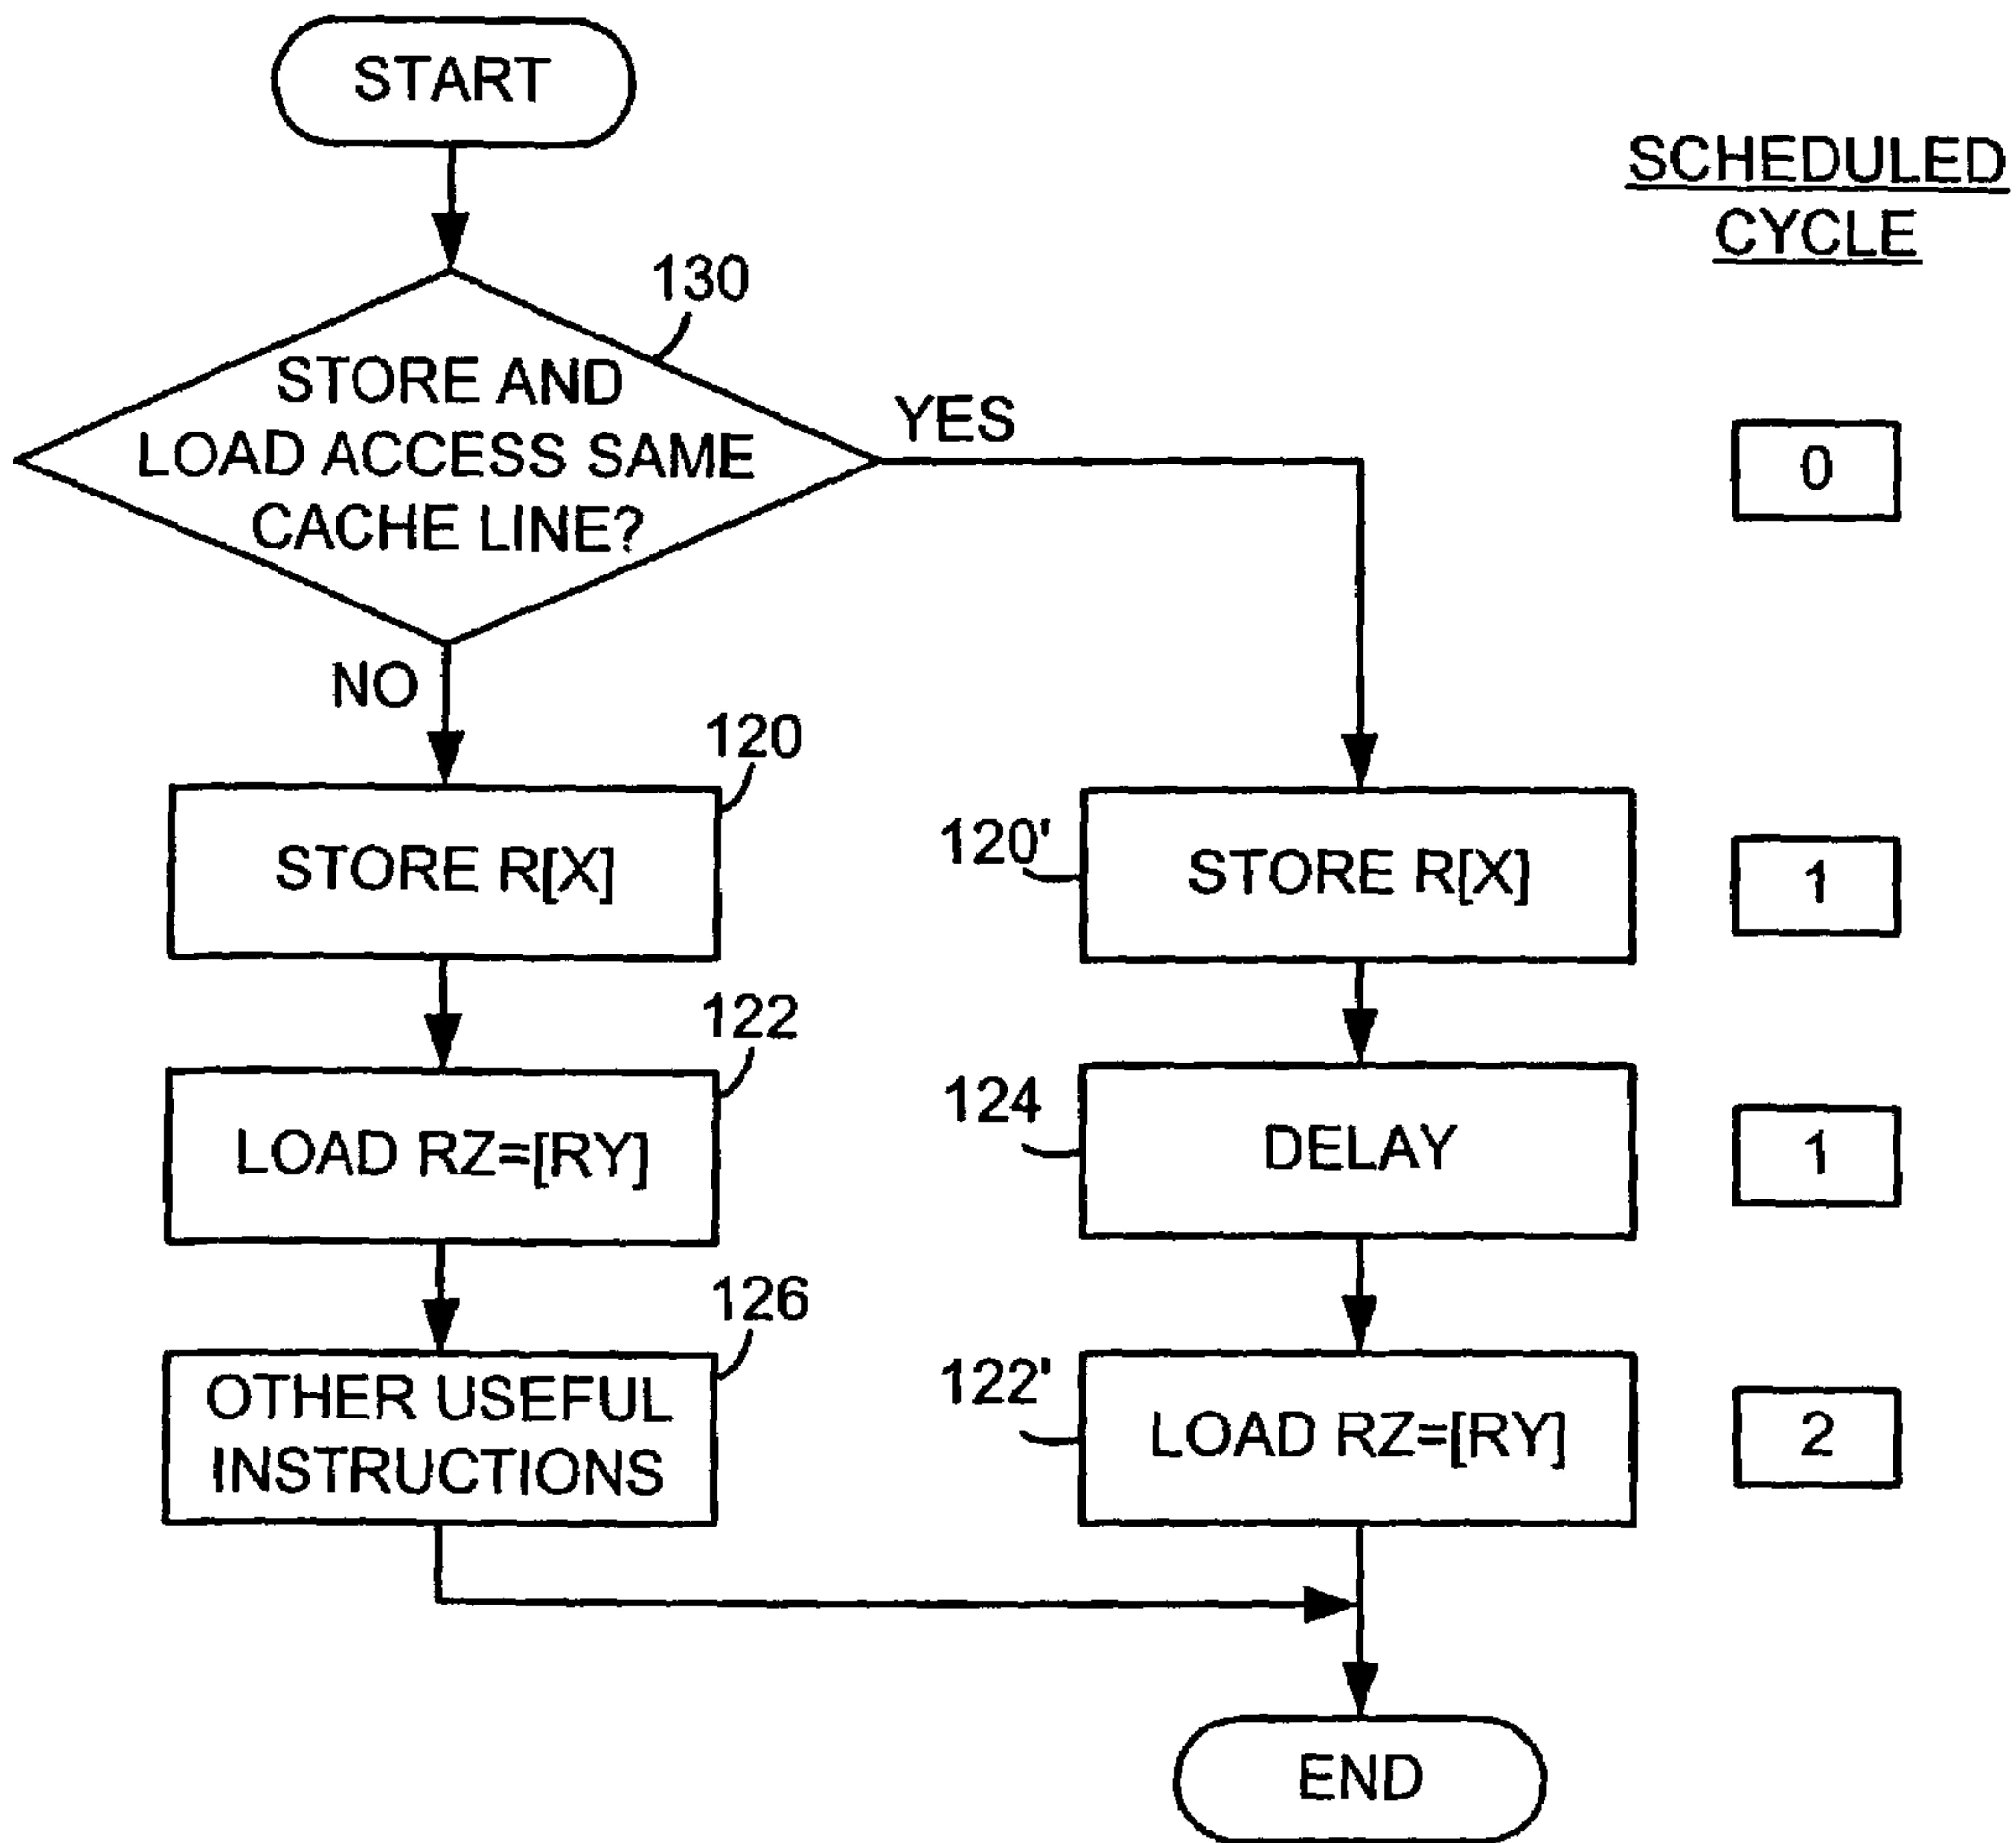 START
SCHEDULED
CYCLE
130
STORE AND
LOAD ACCESS SAME
CACHE LINE?
YES
0
NO
120
STORE R[X]
120'
STORE R[X]
1
122
LOAD RZ=[RY]
124
DELAY
1
126
OTHER USEFUL
INSTRUCTIONS
122'
LOAD RZ=[RY]
2
END